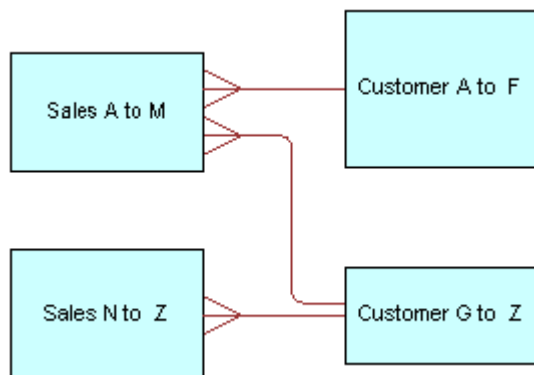 Sales A to M
Customer A to F
Sales N to Z
Customer G to Z